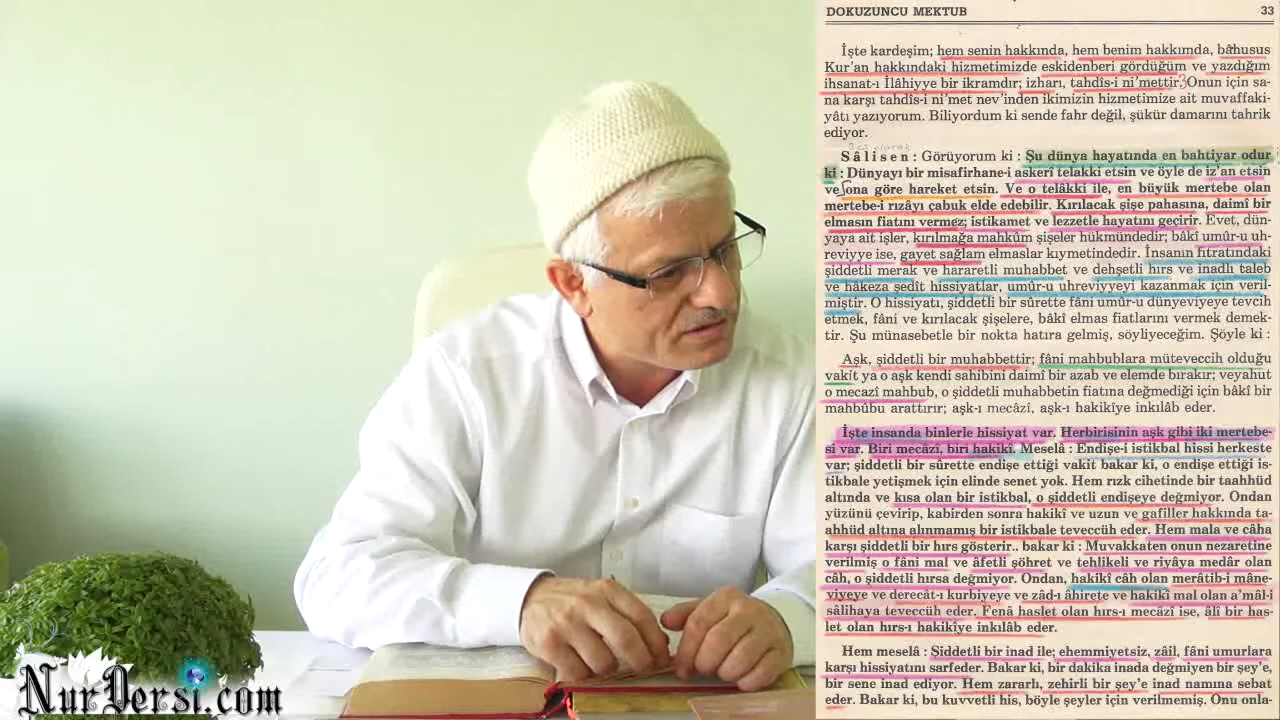 DOKUZUNCU MEKTUB 33
İşte kardeşim; hem senin hakkında, hem benim hakkımda, bâhusus
Kur'an hakkındaki hizmetimizde eskidenberi gördüğüm ve yazdığım
ihsanat-ı İlâhiyye bir ikramdır; izharı, tahdîs-i ni'mettir. Onun için sa-
na karşı tahdîs-i ni'met nev'inden ikimizin hizmetimize ait muvaffaki-
yâtı yazıyorum. Biliyordum ki sende fahr değil, şükür damarını tahrik
ediyor.
Sâlisen: Görüyorum ki: Şu dünya hayatında en bahtiyar odur
ki: Dünyayı bir misafirhane-i askerî telakki etsin ve öyle de iz'an etsin
ve ona göre hareket etsin. Ve o telâkki ile, en büyük mertebe olan
mertebe-i rızâyı çabuk elde edebilir. Kırılacak şişe pahasına, daimî bir
elmasın fiatını vermez; istikamet ve lezzetle hayatını geçirir. Evet, dün-
yaya ait işler, kırılmağa mahkûm şişeler hükmündedir; bâki umûr-u uh-
reviyye ise, gayet sağlam elmaslar kıymetindedir. İnsanın fıtratındaki
şiddetli merak ve hararetli muhabbet ve dehşetli hırs ve inadlı taleb
ve hâkeza şedît hissiyatlar, umûr-u uhreviyyeyi kazanmak için veril-
miştir. O hissiyatı, şiddetli bir sûrette fâni umûr-u dünyeviyeye tevcih
etmek, fâni ve kırılacak şişelere, bâki elmas fiatlarını vermek demek-
tir. Şu münasebetle bir nokta hatıra gelmiş, söyliyeceğim. Şöyle ki:
Aşk, şiddetli bir muhabbettir; fâni mahbublara müteveccih olduğu
vakit ya o aşk kendi sahibini daimî bir azab ve elemde bırakır; veyahut
o mecazî mahbub, o şiddetli muhabbetin fiatına değmediği için bâki bir
mahbûbu arattırır; aşk-ı mecâzî, aşk-ı hakikîye inkılâb eder.
İşte insanda binlerle hissiyat var. Herbirisinin aşk gibi iki mertebe-
si var. Biri mecâzî, biri hakikî. Meselâ: Endişe-i istikbal hissi herkeste
var; şiddetli bir sûrette endişe ettiği vakit bakar ki, o endişe ettiği is-
tikbale yetişmek için elinde senet yok. Hem rızk cihetinde bir taahhüd
altında ve kısa olan bir istikbal, o şiddetli endişeye değmiyor. Ondan
yüzünü çevirip, kabirden sonra hakikî ve uzun ve gafiller hakkında ta-
ahhüd altına alınmamış bir istikbale teveccüh eder. Hem mala ve câha
karşı şiddetli bir hırs gösterir.. bakar ki: Muvakkaten onun nezaretine
verilmiş o fâni mal ve âfetli şöhret ve tehlikeli ve riyâya medâr olan
câh, o şiddetli hırsa değmiyor. Ondan, hakikî câh olan merâtib-i mâne-
viyeye ve derecât-ı kurbiyeye ve zâd-ı âhirete ve hakikî mal olan a'mâl-i
sâlihaya teveccüh eder. Fenâ haslet olan hırs-ı mecâzî ise, âlî bir has-
let olan hırs-ı hakikîye inkılâb eder.
Hem meselâ: Şiddetli bir inad ile; ehemmiyetsiz, zâil, fâni umurlara
karşı hissiyatını sarfeder. Bakar ki, bir dakika inada değmiyen bir şey'e,
bir sene inad ediyor. Hem zararlı, zehirli bir şey'e inad namına sebat
eder. Bakar ki, bu kuvvetli his, böyle şeyler için verilmemiş. Onu onla-
NurDersi.com